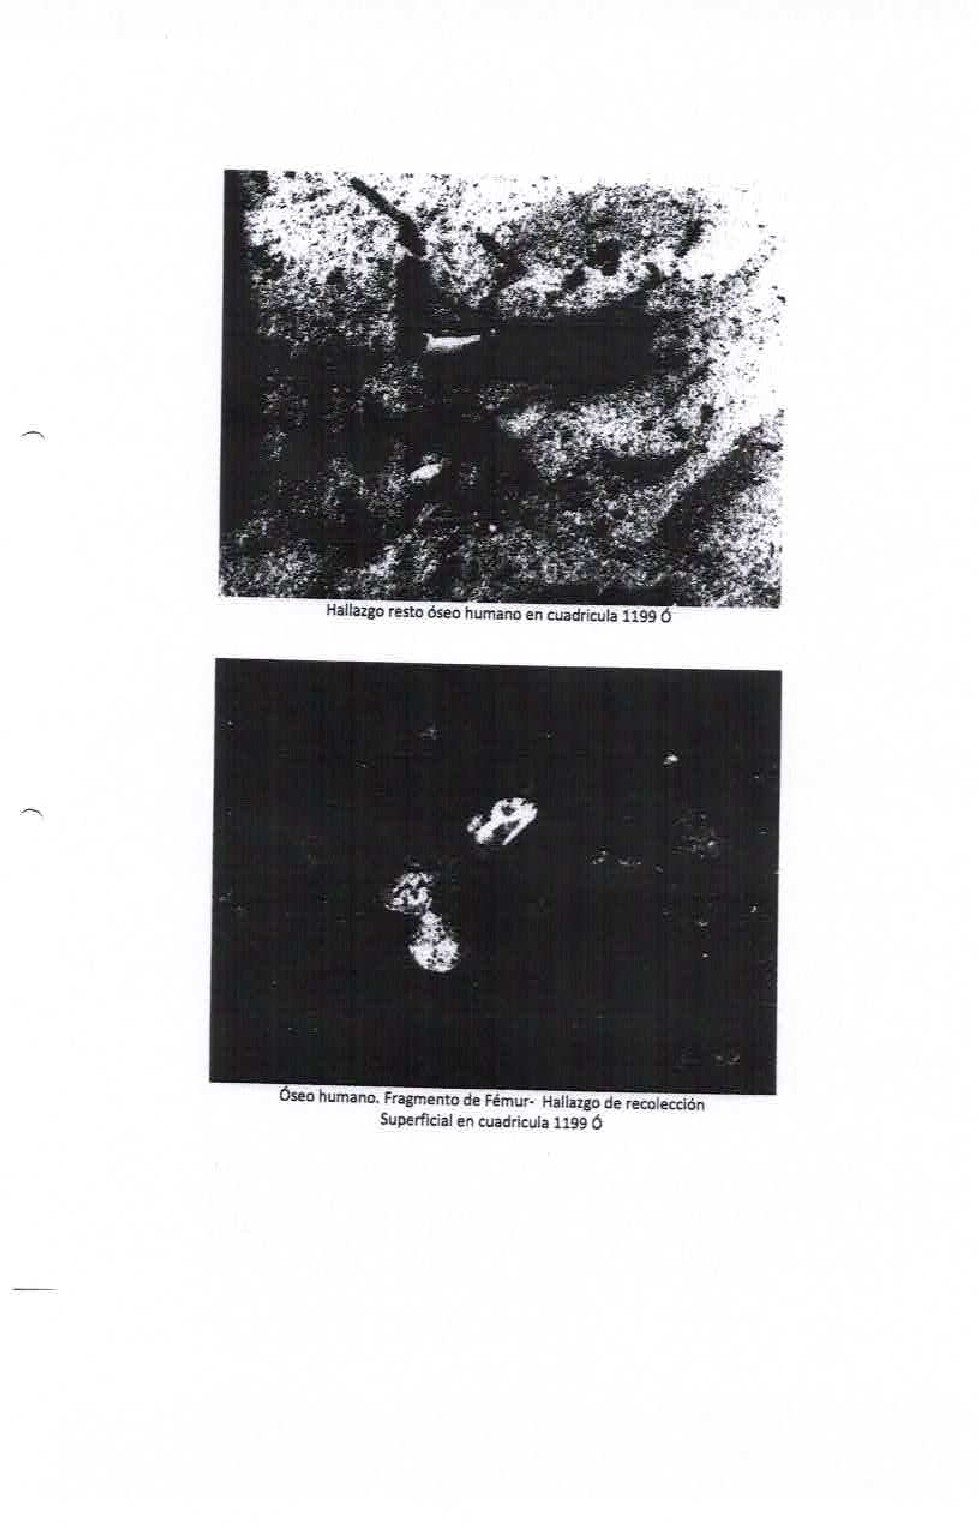 Hallazgo resto óseo humano en cuadricula 1199 Ó
Óseo humano. Fragmento de Fémur- Hallazgo de recolección
Superficial en cuadricula 1199 Ó